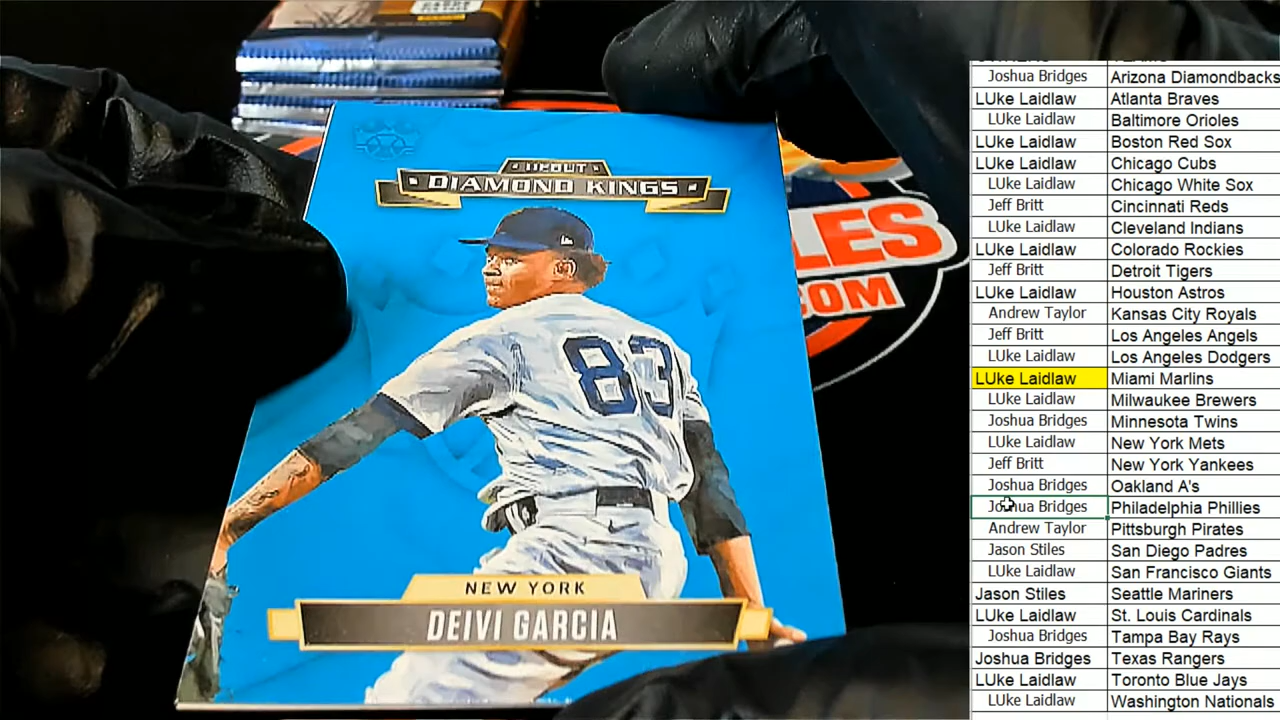 DEBUT
DIAMOND KINGS
83
NEW YORK
DEIVI GARCIA
LES
.COM
Joshua Bridges Arizona Diamondbacks
LUke Laidlaw Atlanta Braves
LUke Laidlaw Baltimore Orioles
LUke Laidlaw Boston Red Sox
LUke Laidlaw Chicago Cubs
LUke Laidlaw Chicago White Sox
Jeff Britt Cincinnati Reds
LUke Laidlaw Cleveland Indians
LUke Laidlaw Colorado Rockies
Jeff Britt Detroit Tigers
LUke Laidlaw Houston Astros
Andrew Taylor Kansas City Royals
Jeff Britt Los Angeles Angels
LUke Laidlaw Los Angeles Dodgers
LUke Laidlaw Miami Marlins
LUke Laidlaw Milwaukee Brewers
Joshua Bridges Minnesota Twins
LUke Laidlaw New York Mets
Jeff Britt New York Yankees
Joshua Bridges Oakland A's
Joshua Bridges Philadelphia Phillies
Andrew Taylor Pittsburgh Pirates
Jason Stiles San Diego Padres
LUke Laidlaw San Francisco Giants
Jason Stiles Seattle Mariners
LUke Laidlaw St. Louis Cardinals
Joshua Bridges Tampa Bay Rays
Joshua Bridges Texas Rangers
LUke Laidlaw Toronto Blue Jays
LUke Laidlaw Washington Nationals